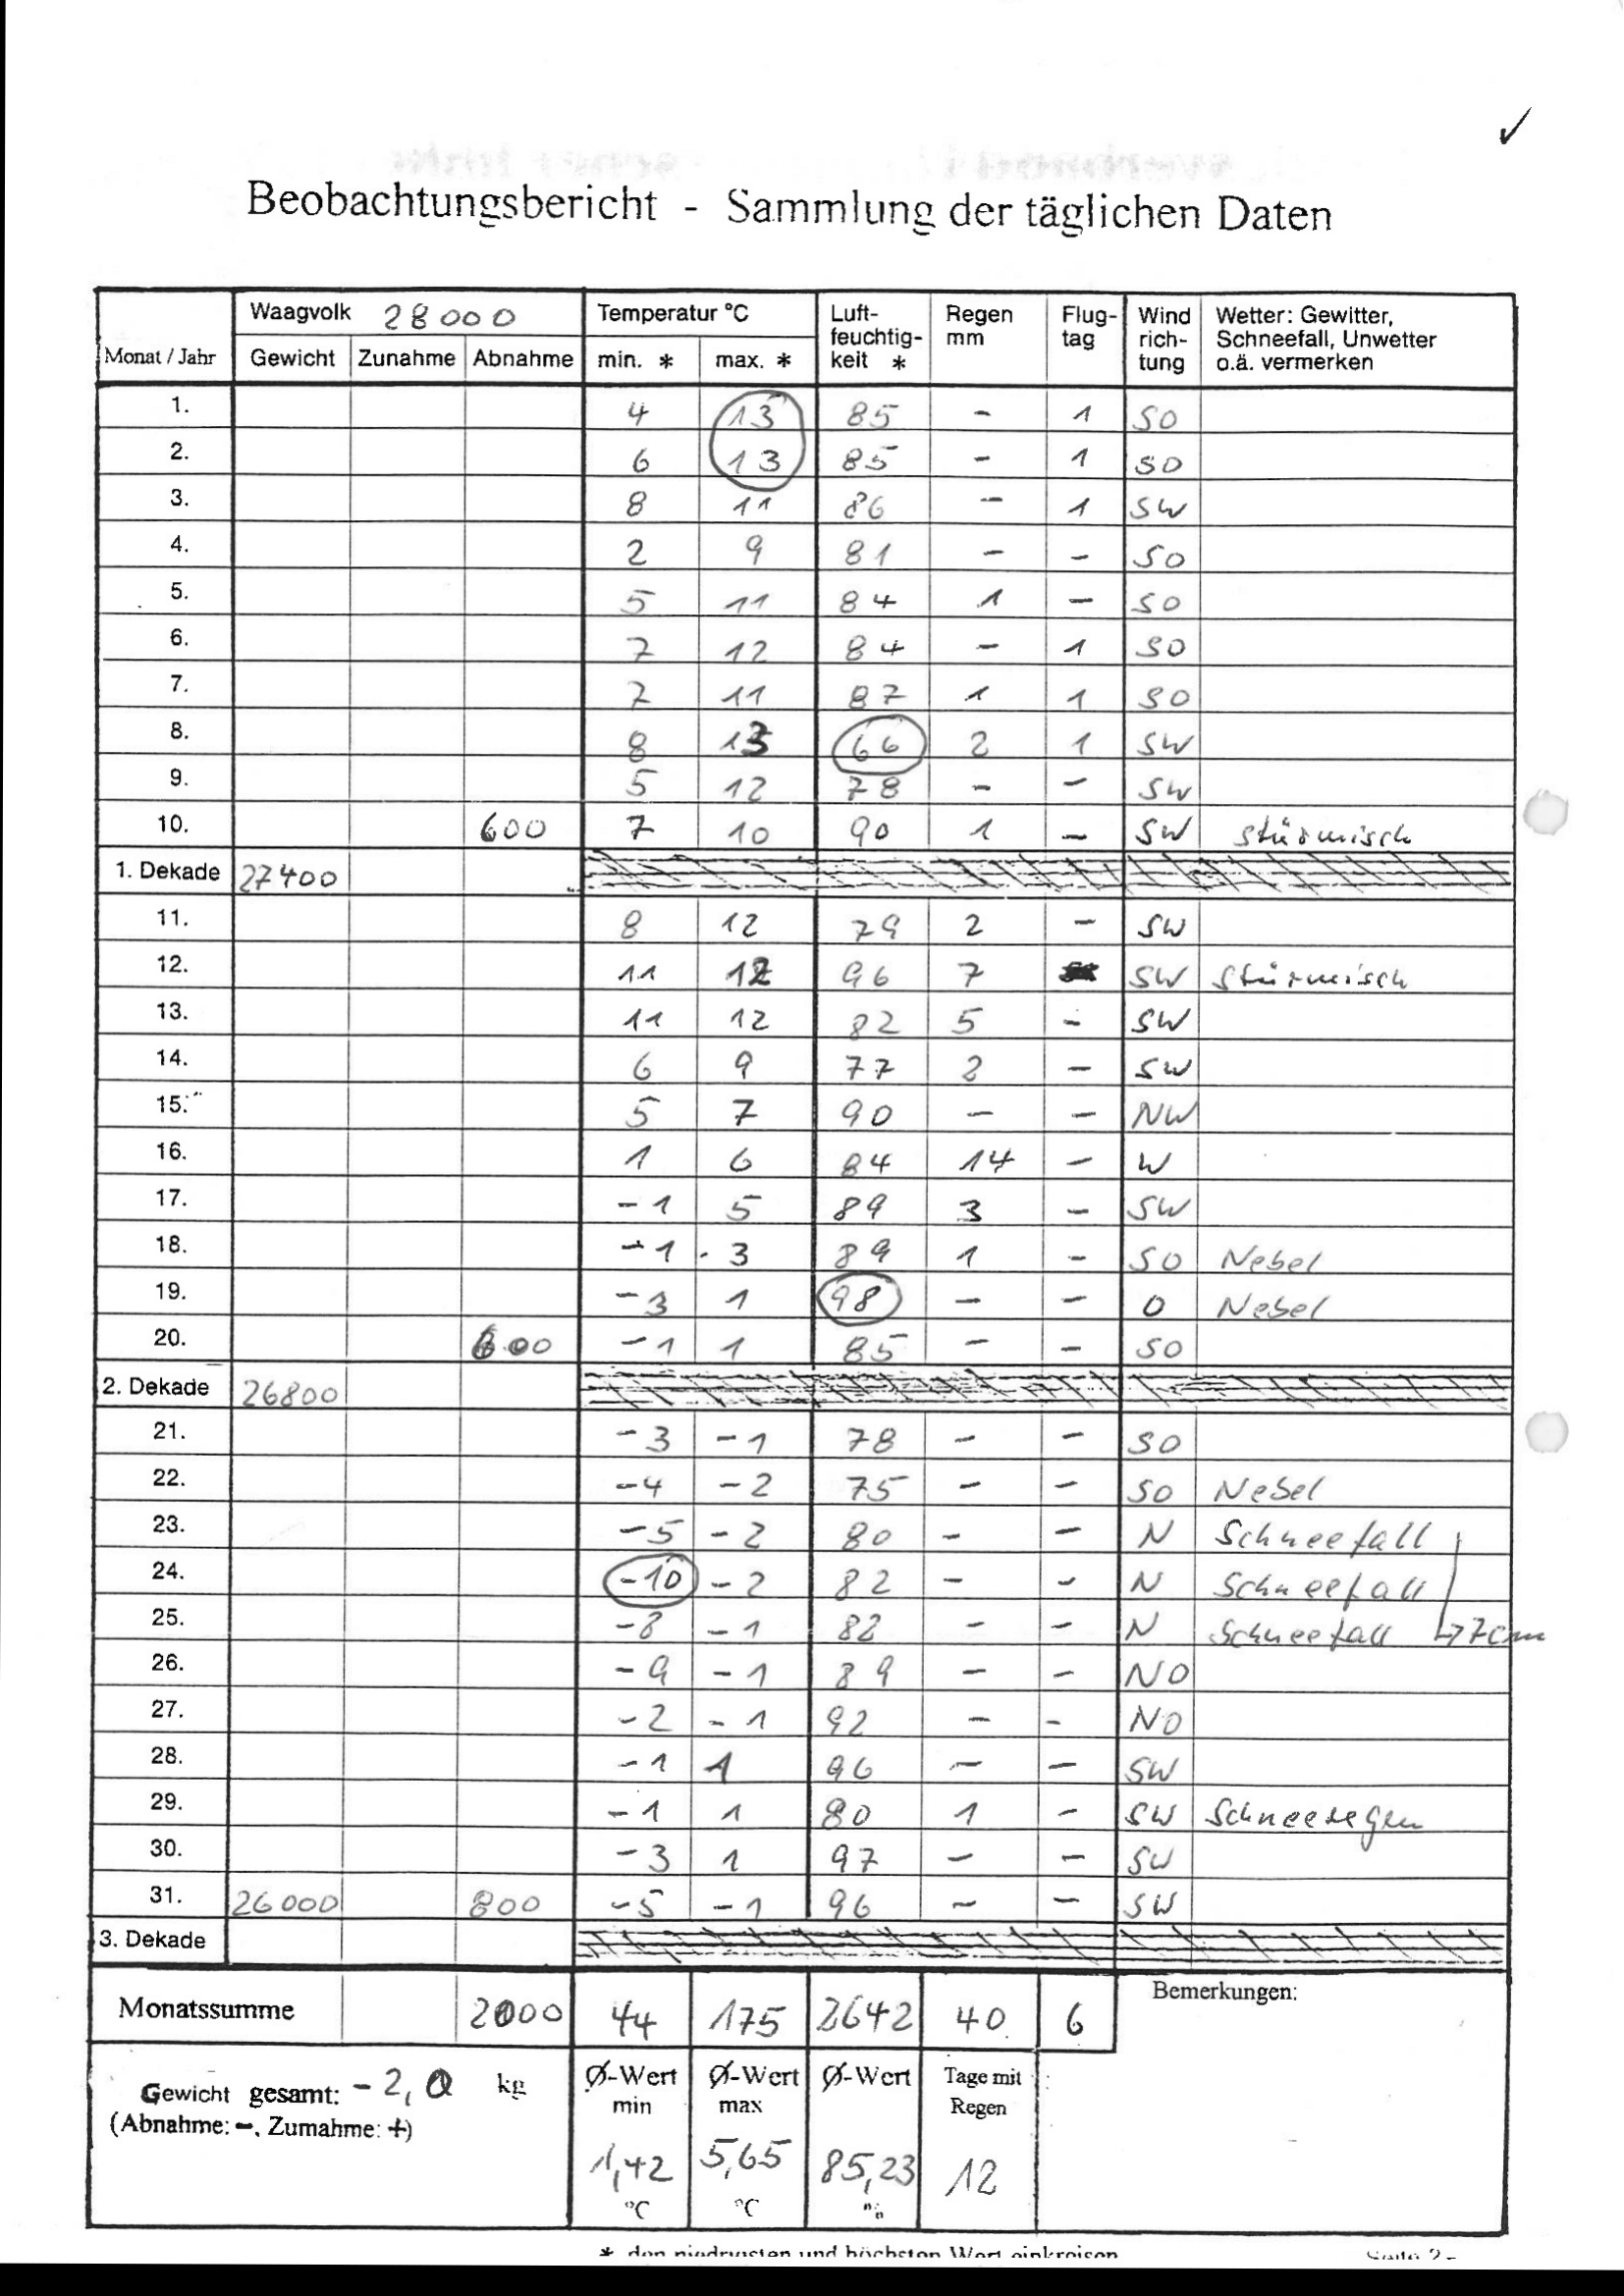 Beobachtungsbericht - Sammlung der täglichen Daten
Monat / Jahr Waagvolk 28000 Temperatur °C Luft- feuchtig- keit * Regen mm Flug- tag Wind rich- tung Wetter: Gewitter, Schneefall, Unwetter o.ä. vermerken
Gewicht Zunahme Abnahme min. * max. *
1. 4 13 85 - 1 SO
2. 6 13 85 - 1 SO
3. 8 11 86 - 1 SW
4. 2 9 81 - - SO
5. 5 11 84 1 - SO
6. 7 12 84 - 1 SO
7. 7 11 87 1 1 SO
8. 8 13 66 2 1 SW
9. 5 12 78 - - SW
10. 600 7 10 90 1 - SW stürmisch
1. Dekade 27400
11. 8 12 79 2 - SW
12. 11 12 96 7 SW stürmisch
13. 11 12 82 5 - SW
14. 6 9 77 2 - SW
15. 5 7 90 - - NW
16. 1 6 84 14 - W
17. -1 5 89 3 - SW
18. -1 3 89 1 - SO Nebel
19. -3 1 98 - - O Nebel
20. 600 -1 1 85 - - SO
2. Dekade 26800
21. -3 -1 78 - - SO
22. -4 -2 75 - - SO Nebel
23. -5 -2 80 - - N Schneefall
24. -10 -2 82 - - N Schneefall
25. -8 -1 82 - - N Schneefall ↳ 7cm
26. -9 -1 89 - - NO
27. -2 -1 92 - - NO
28. -1 1 96 - - SW
29. -1 1 80 1 - SW Schneeregen
30. -3 1 97 - - SW
31. 26000 800 -5 -1 96 - - SW
3. Dekade
Monatssumme 2000 44 175 2642 40 6 Bemerkungen:
Gewicht gesamt: -2,0 kg Ø-Wert min Ø-Wert max Ø-Wert Tage mit Regen
(Abnahme: -, Zumahme: +)
1,42 5,65 85,23 12
°C °C
* den niedrigsten und höchsten Wert einkreisen Seite 2 -